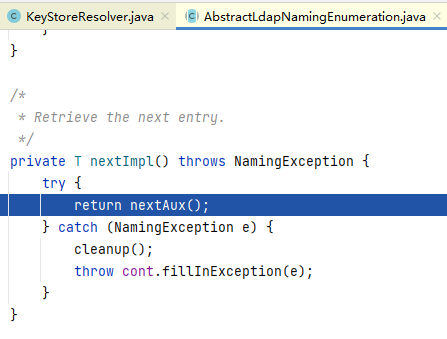 KeyStoreResolver.java AbstractLdapNamingEnumeration.java
}
}
/*
* Retrieve the next entry.
*/
private T nextImpl() throws NamingException {
try {
return nextAux();
} catch (NamingException e) {
cleanup();
throw cont.fillInException(e);
}
}